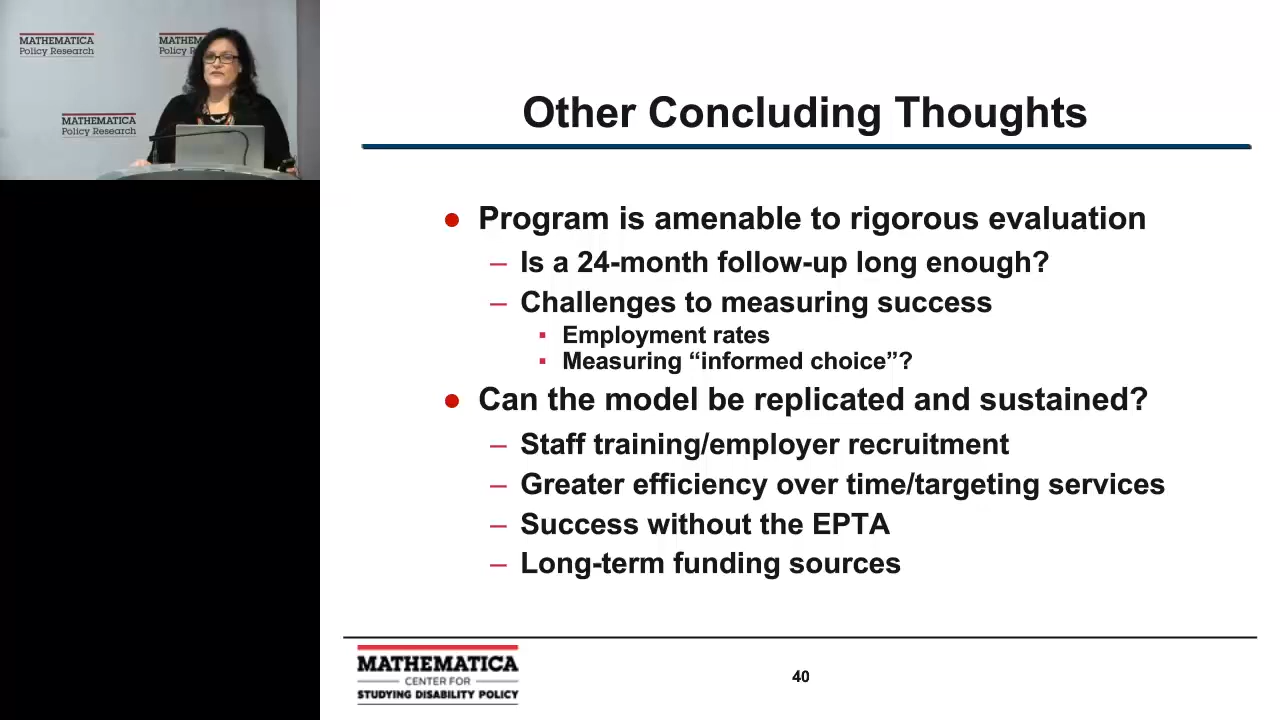 MATHEMATICA
Policy Research
MATHEM
Policy R
MATHEMATICA
Policy Research
Other Concluding Thoughts
● Program is amenable to rigorous evaluation
– Is a 24-month follow-up long enough?
– Challenges to measuring success
▪ Employment rates
▪ Measuring “informed choice”?
● Can the model be replicated and sustained?
– Staff training/employer recruitment
– Greater efficiency over time/targeting services
– Success without the EPTA
– Long-term funding sources
MATHEMATICA
CENTER FOR
STUDYING DISABILITY POLICY
40